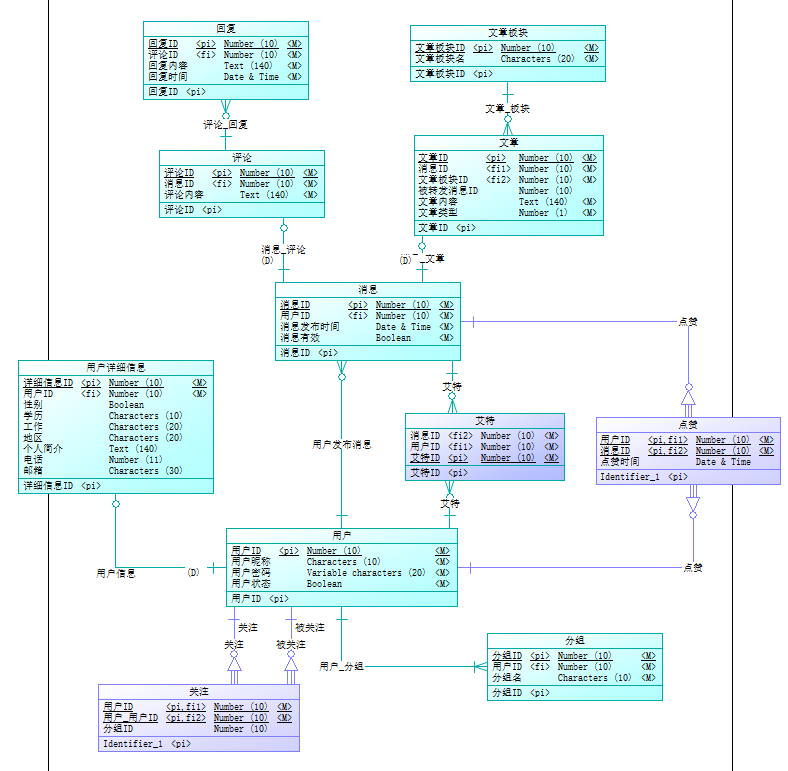 回复
回复ID <pi> Number (10) <M>
评论ID <fi> Number (10) <M>
回复内容 Text (140) <M>
回复时间 Date & Time <M>
回复ID <pi>
文章板块
文章板块ID <pi> Number (10) <M>
文章板块名 Characters (20) <M>
文章板块ID <pi>
评论_回复
文章_板块
评论
评论ID <pi> Number (10) <M>
消息ID <fi> Number (10) <M>
评论内容 Text (140) <M>
评论ID <pi>
文章
文章ID <pi> Number (10) <M>
消息ID <fi1> Number (10) <M>
文章板块ID <fi2> Number (10) <M>
被转发消息ID Number (10)
文章内容 Text (140) <M>
文章类型 Number (1) <M>
文章ID <pi>
消息_评论
(D)
(D) _文章
消息
消息ID <pi> Number (10) <M>
用户ID <fi> Number (10) <M>
消息发布时间 Date & Time <M>
消息有效 Boolean <M>
消息ID <pi>
点赞
用户详细信息
详细信息ID <pi> Number (10) <M>
用户ID <fi> Number (10) <M>
性别 Boolean
学历 Characters (10)
工作 Characters (20)
地区 Characters (20)
个人简介 Text (140)
电话 Number (11)
邮箱 Characters (30)
详细信息ID <pi>
艾特
用户发布消息
艾特
消息ID <fi2> Number (10) <M>
用户ID <fi1> Number (10) <M>
艾特ID <pi> Number (10) <M>
艾特ID <pi>
点赞
用户ID <pi,fi1> Number (10) <M>
消息ID <pi,fi2> Number (10) <M>
点赞时间 Date & Time
Identifier_1 <pi>
艾特
用户
用户ID <pi> Number (10) <M>
用户昵称 Characters (10) <M>
用户密码 Variable characters (20) <M>
用户状态 Boolean <M>
用户ID <pi>
用户信息 (D)
点赞
关注 被关注
关注 被关注
用户_分组
分组
分组ID <pi> Number (10) <M>
用户ID <fi> Number (10) <M>
分组名 Characters (10) <M>
分组ID <pi>
关注
用户ID <pi,fi1> Number (10) <M>
用户_用户ID <pi,fi2> Number (10) <M>
分组ID Number (10)
Identifier_1 <pi>